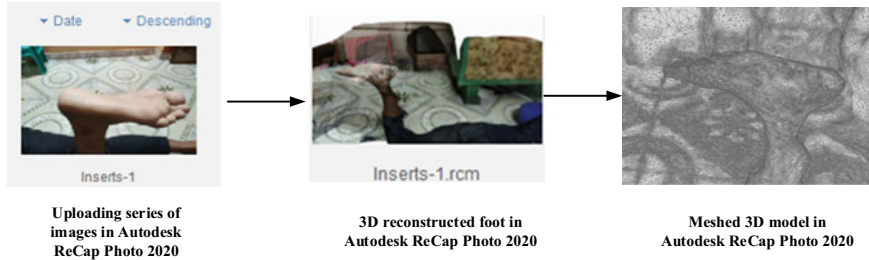 Date Descending
Inserts-1
Inserts-1.rcm
Uploading series of
images in Autodesk
ReCap Photo 2020
3D reconstructed foot in
Autodesk ReCap Photo 2020
Meshed 3D model in
Autodesk ReCap Photo 2020